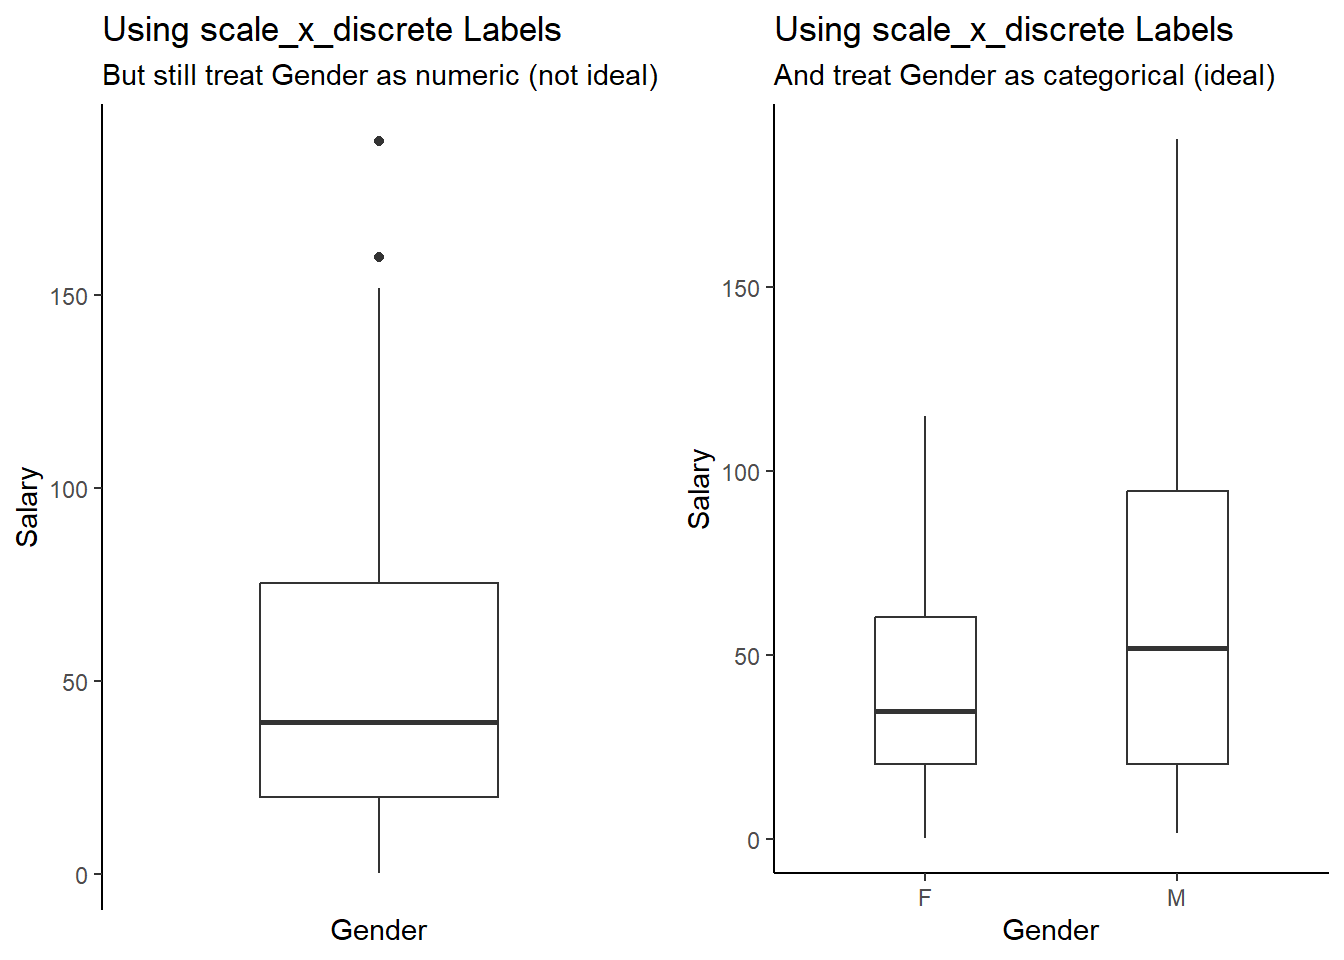 Using scale_x_discrete Labels
But still treat Gender as numeric (not ideal)
Salary
150
100
50
0
Gender
Using scale_x_discrete Labels
And treat Gender as categorical (ideal)
Salary
150
100
50
0
F M
Gender